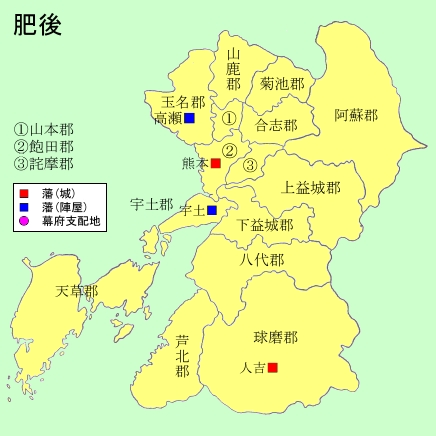 肥後
山鹿郡
菊池郡
玉名郡
高瀬
①
合志郡
阿蘇郡
①山本郡
②飽田郡
③詫摩郡
②
熊本
③
藩(城)
藩(陣屋)
幕府支配地
上益城郡
宇土郡
宇土
下益城郡
八代郡
天草郡
芦北郡
球磨郡
人吉